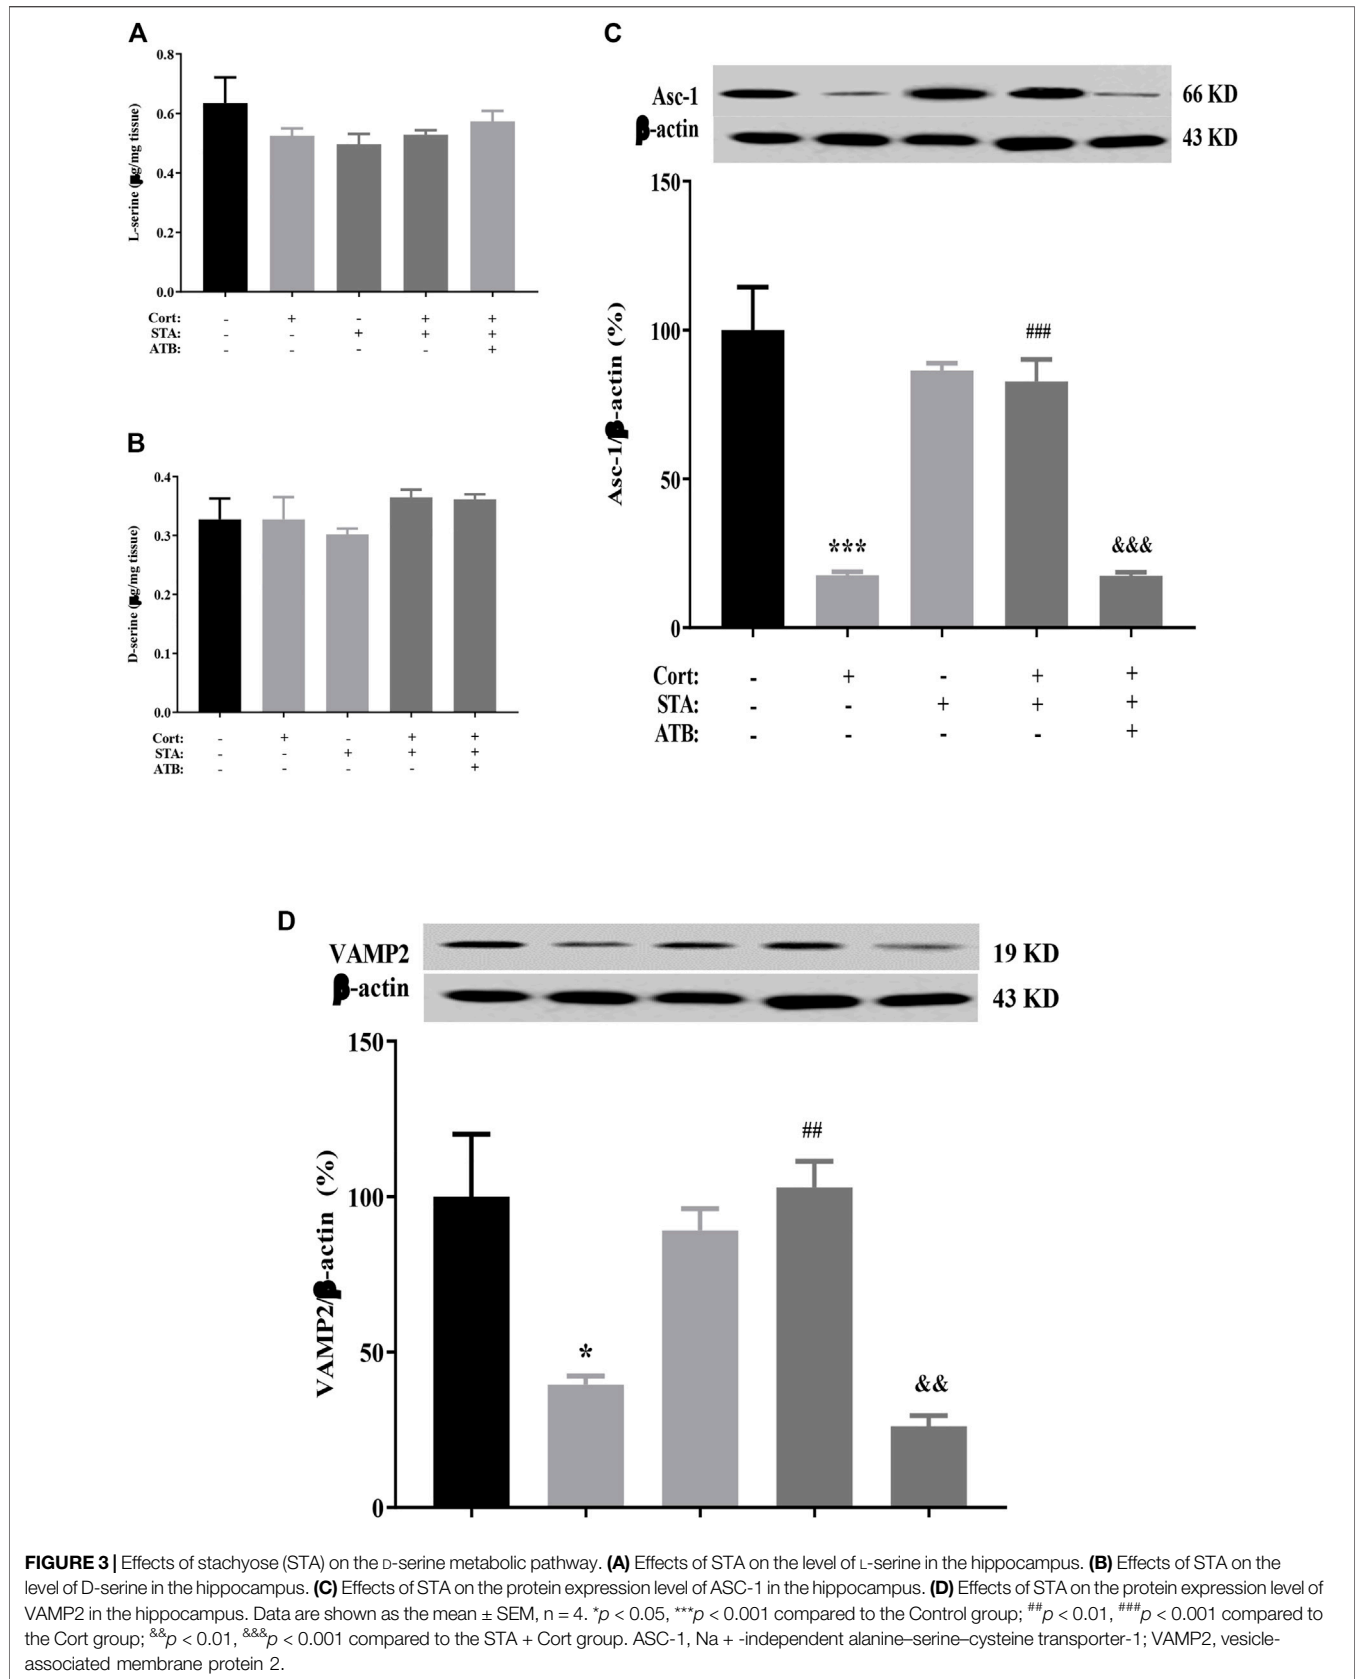 A
0.8
0.6
0.4
0.2
0.0
L-serine (μg/mg tissue)
Cort: - + - + +
STA: - - + + +
ATB: - - - - +
B
0.4
0.3
0.2
0.1
0.0
D-serine (μg/mg tissue)
Cort: - + - + +
STA: - - + + +
ATB: - - - - +
C
Asc-1 66 KD
β-actin 43 KD
150
100
50
0
Asc-1/β-actin (%)
***
###
&&&
Cort: - + - + +
STA: - - + + +
ATB: - - - - +
D
VAMP2 19 KD
β-actin 43 KD
150
100
50
0
VAMP2/β-actin (%)
*
##
&&
FIGURE 3 | Effects of stachyose (STA) on the D-serine metabolic pathway. (A) Effects of STA on the level of L-serine in the hippocampus. (B) Effects of STA on the
level of D-serine in the hippocampus. (C) Effects of STA on the protein expression level of ASC-1 in the hippocampus. (D) Effects of STA on the protein expression level of
VAMP2 in the hippocampus. Data are shown as the mean ± SEM, n = 4. *p < 0.05, ***p < 0.001 compared to the Control group; ##p < 0.01, ###p < 0.001 compared to
the Cort group; &&p < 0.01, &&&p < 0.001 compared to the STA + Cort group. ASC-1, Na + -independent alanine–serine–cysteine transporter-1; VAMP2, vesicle-
associated membrane protein 2.